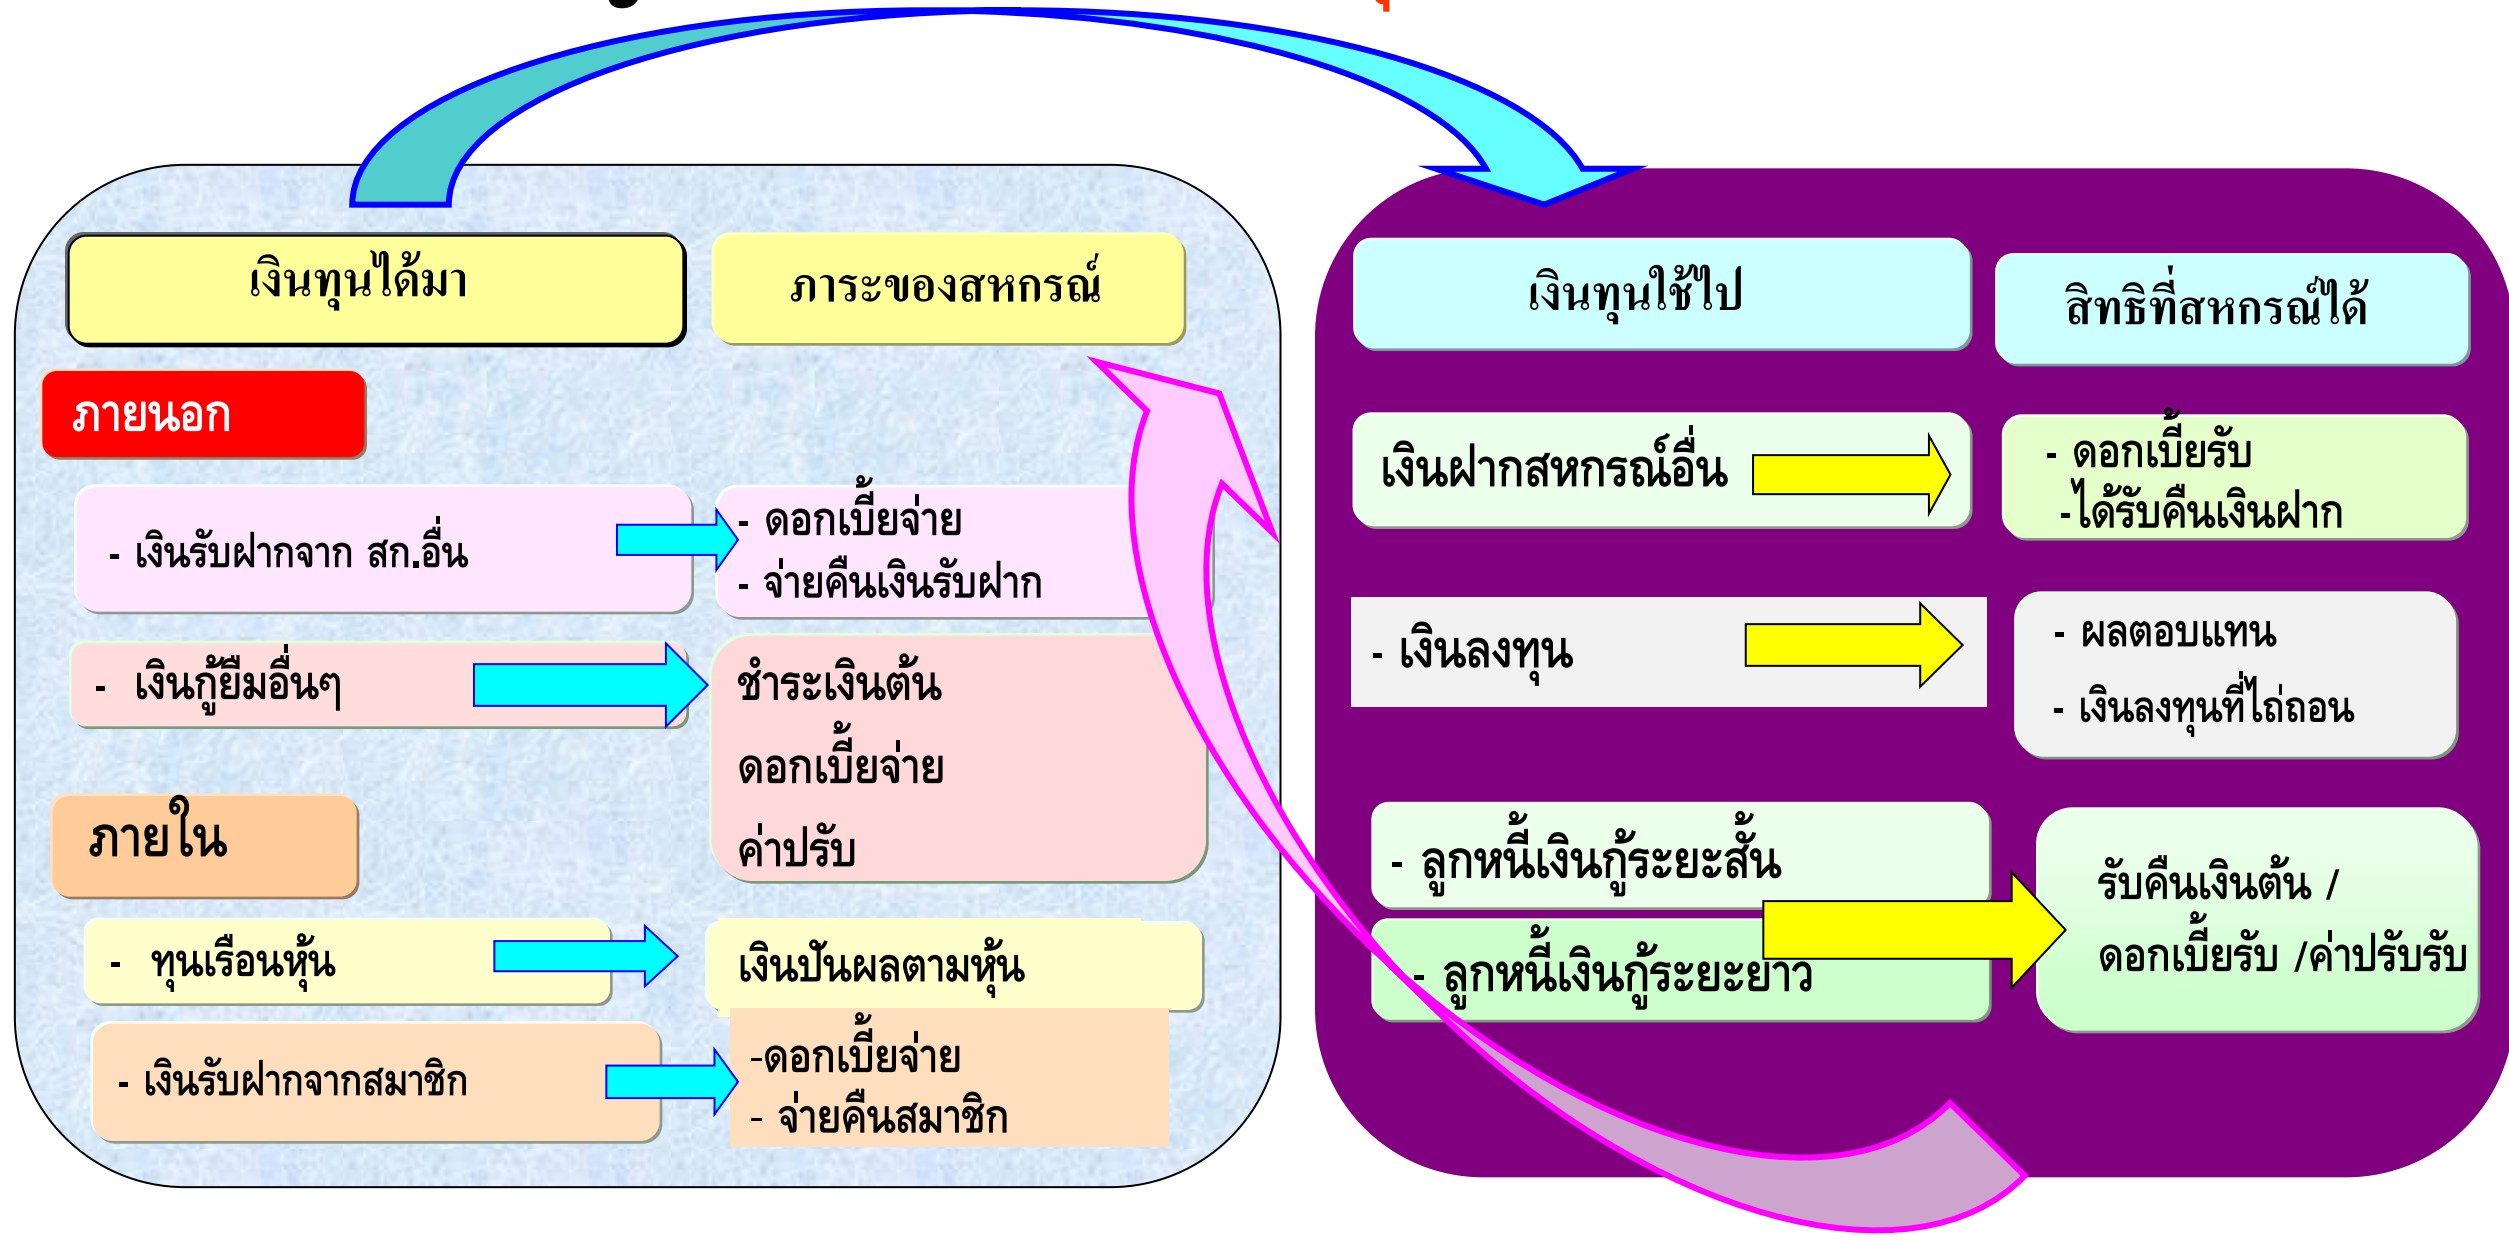 เงินทุนได้มา
ภาระของสหกรณ์
ภายนอก
- เงินรับฝากจาก สก.อื่น
- ดอกเบี้ยจ่าย
- จ่ายคืนเงินรับฝาก
- เงินกู้ยืมอื่นๆ
ชำระเงินต้น
ดอกเบี้ยจ่าย
ค่าปรับ
ภายใน
- ทุนเรือนหุ้น
เงินปันผลตามหุ้น
- เงินรับฝากจากสมาชิก
-ดอกเบี้ยจ่าย
- จ่ายคืนสมาชิก
เงินทุนใช้ไป
สิทธิที่สหกรณ์ได้
เงินฝากสหกรณ์อื่น
- ดอกเบี้ยรับ
-ได้รับคืนเงินฝาก
- เงินลงทุน
- ผลตอบแทน
- เงินลงทุนที่ไถ่ถอน
- ลูกหนี้เงินกู้ระยะสั้น
- ลูกหนี้เงินกู้ระยะยาว
รับคืนเงินต้น /
ดอกเบี้ยรับ /ค่าปรับรับ